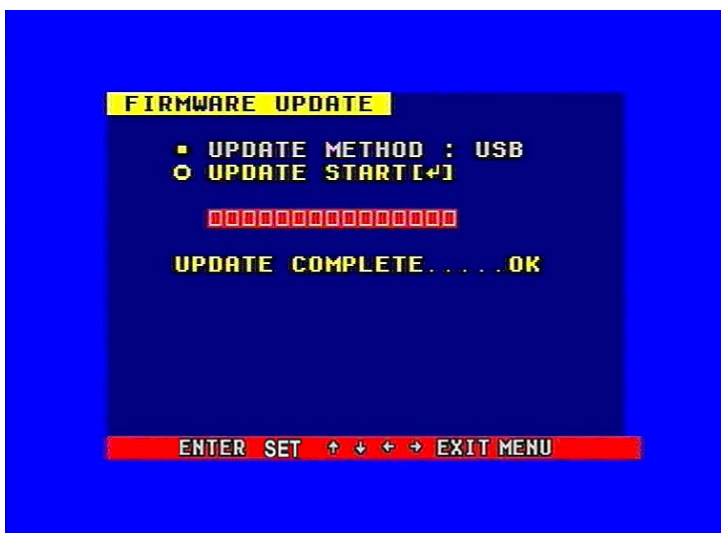 FIRMWARE UPDATE
UPDATE METHOD : USB
UPDATE START[↵]
UPDATE COMPLETE.....OK
ENTER SET ↑ ↓ ← → EXIT MENU